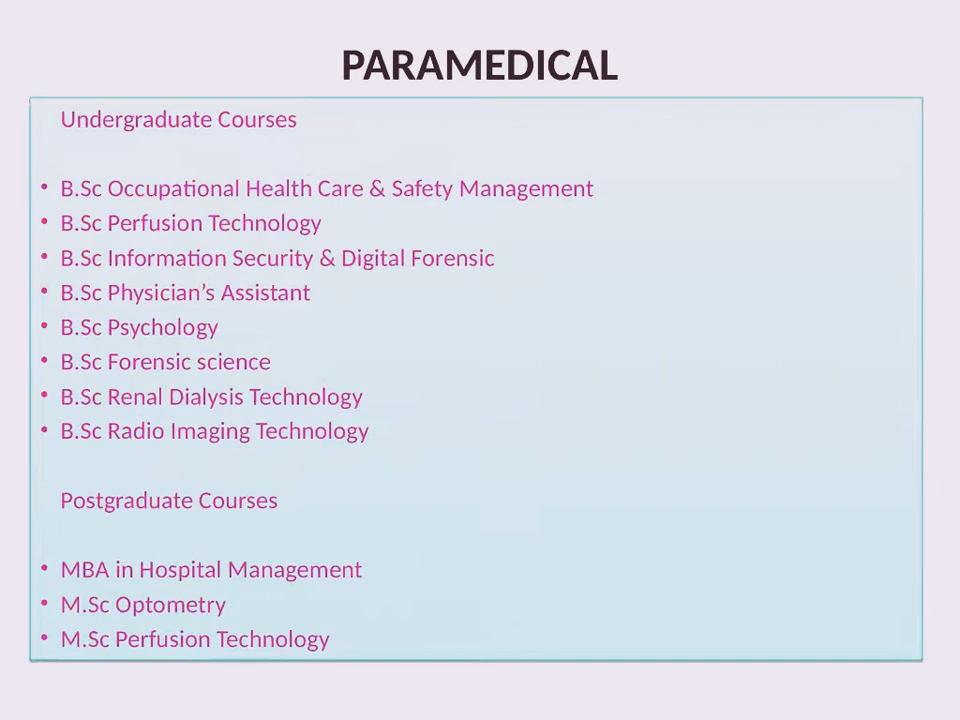 PARAMEDICAL
Undergraduate Courses
• B.Sc Occupational Health Care & Safety Management
• B.Sc Perfusion Technology
• B.Sc Information Security & Digital Forensic
• B.Sc Physician’s Assistant
• B.Sc Psychology
• B.Sc Forensic science
• B.Sc Renal Dialysis Technology
• B.Sc Radio Imaging Technology
Postgraduate Courses
• MBA in Hospital Management
• M.Sc Optometry
• M.Sc Perfusion Technology